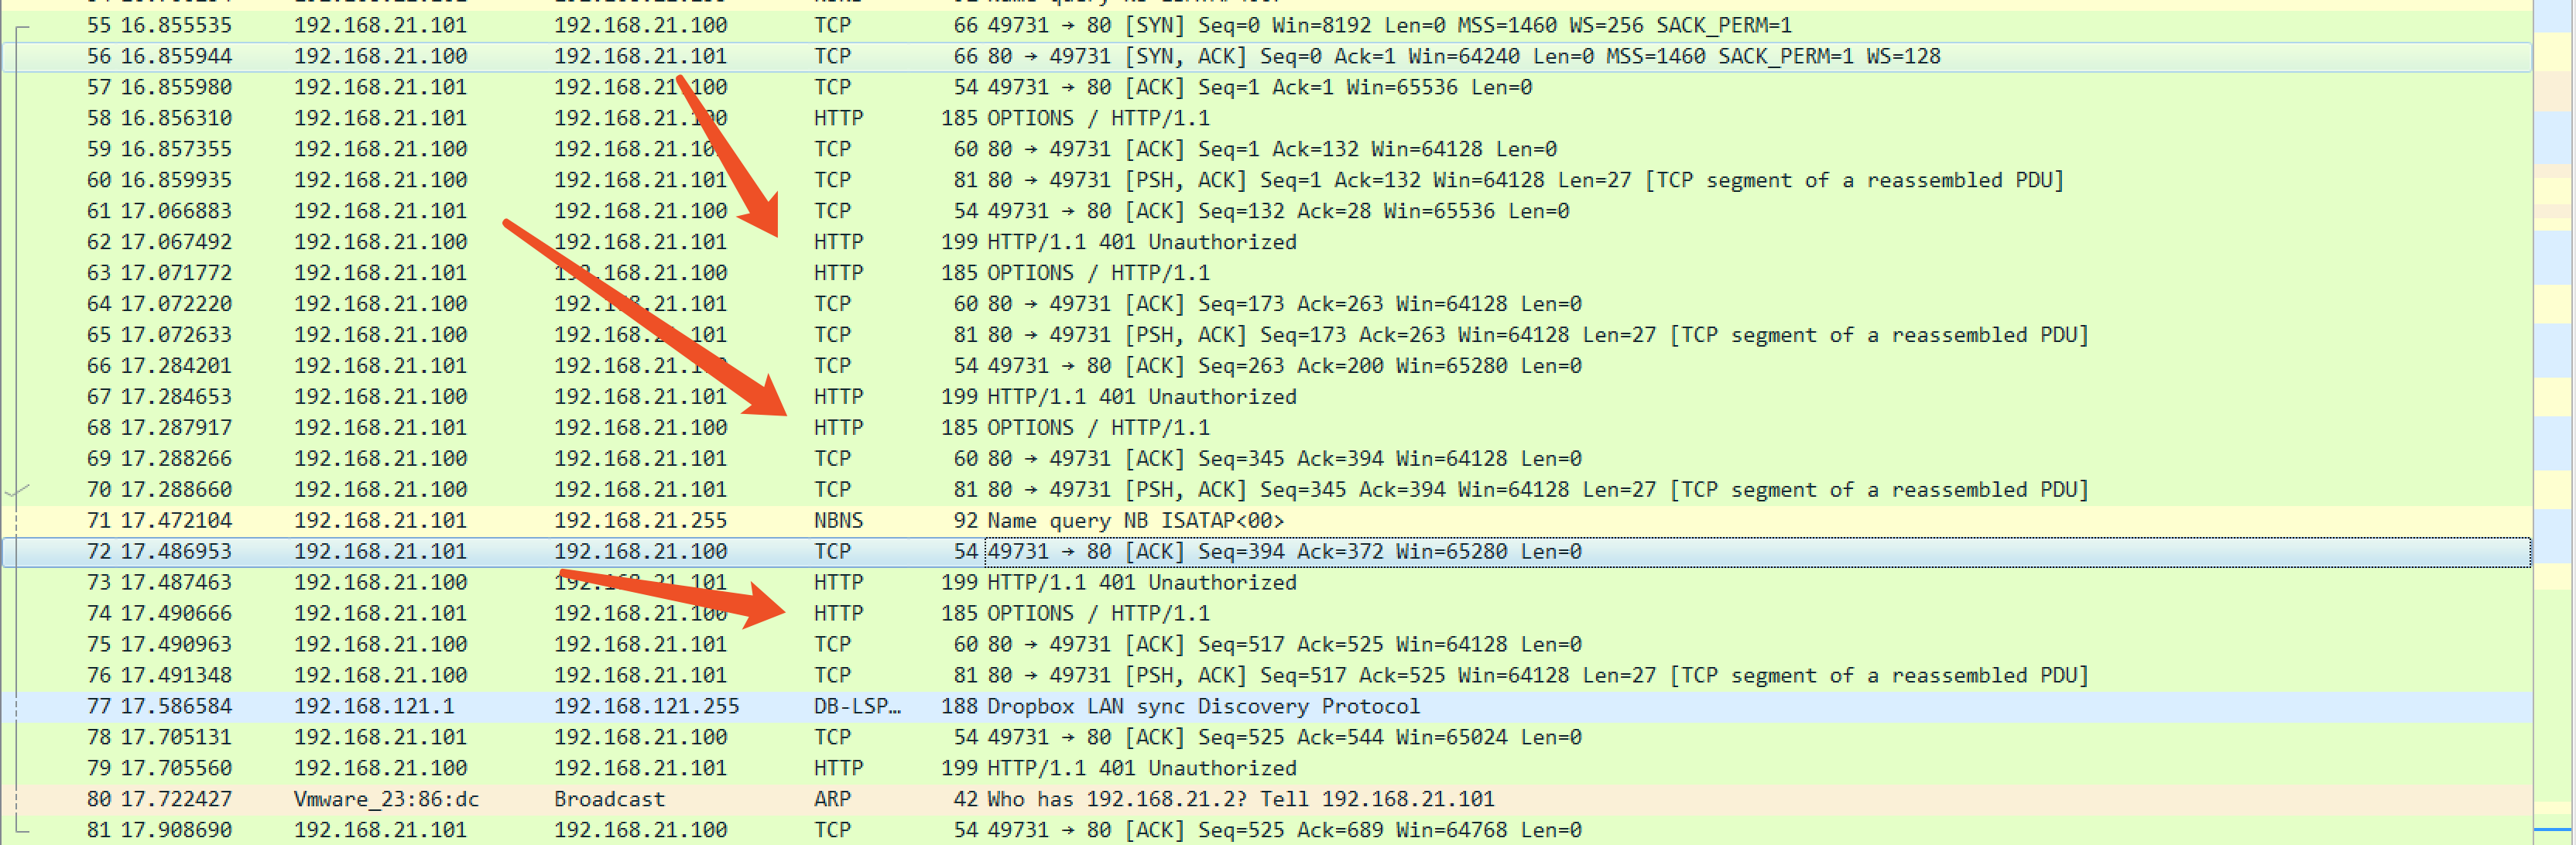 55 16.855535 192.168.21.101 192.168.21.100 TCP 66 49731 → 80 [SYN] Seq=0 Win=8192 Len=0 MSS=1460 WS=256 SACK_PERM=1
56 16.855944 192.168.21.100 192.168.21.101 TCP 66 80 → 49731 [SYN, ACK] Seq=0 Ack=1 Win=64240 Len=0 MSS=1460 SACK_PERM=1 WS=128
57 16.855980 192.168.21.101 192.168.21.100 TCP 54 49731 → 80 [ACK] Seq=1 Ack=1 Win=65536 Len=0
58 16.856310 192.168.21.101 192.168.21.100 HTTP 185 OPTIONS / HTTP/1.1
59 16.857355 192.168.21.100 192.168.21.101 TCP 60 80 → 49731 [ACK] Seq=1 Ack=132 Win=64128 Len=0
60 16.859935 192.168.21.100 192.168.21.101 TCP 81 80 → 49731 [PSH, ACK] Seq=1 Ack=132 Win=64128 Len=27 [TCP segment of a reassembled PDU]
61 17.066883 192.168.21.101 192.168.21.100 TCP 54 49731 → 80 [ACK] Seq=132 Ack=28 Win=65536 Len=0
62 17.067492 192.168.21.100 192.168.21.101 HTTP 199 HTTP/1.1 401 Unauthorized
63 17.071772 192.168.21.101 192.168.21.100 HTTP 185 OPTIONS / HTTP/1.1
64 17.072220 192.168.21.100 192.168.21.101 TCP 60 80 → 49731 [ACK] Seq=173 Ack=263 Win=64128 Len=0
65 17.072633 192.168.21.100 192.168.21.101 TCP 81 80 → 49731 [PSH, ACK] Seq=173 Ack=263 Win=64128 Len=27 [TCP segment of a reassembled PDU]
66 17.284201 192.168.21.101 192.168.21.100 TCP 54 49731 → 80 [ACK] Seq=263 Ack=200 Win=65280 Len=0
67 17.284653 192.168.21.100 192.168.21.101 HTTP 199 HTTP/1.1 401 Unauthorized
68 17.287917 192.168.21.101 192.168.21.100 HTTP 185 OPTIONS / HTTP/1.1
69 17.288266 192.168.21.100 192.168.21.101 TCP 60 80 → 49731 [ACK] Seq=345 Ack=394 Win=64128 Len=0
70 17.288660 192.168.21.100 192.168.21.101 TCP 81 80 → 49731 [PSH, ACK] Seq=345 Ack=394 Win=64128 Len=27 [TCP segment of a reassembled PDU]
71 17.472104 192.168.21.101 192.168.21.255 NBNS 92 Name query NB ISATAP<00>
72 17.486953 192.168.21.101 192.168.21.100 TCP 54 49731 → 80 [ACK] Seq=394 Ack=372 Win=65280 Len=0
73 17.487463 192.168.21.100 192.168.21.101 HTTP 199 HTTP/1.1 401 Unauthorized
74 17.490666 192.168.21.101 192.168.21.100 HTTP 185 OPTIONS / HTTP/1.1
75 17.490963 192.168.21.100 192.168.21.101 TCP 60 80 → 49731 [ACK] Seq=517 Ack=525 Win=64128 Len=0
76 17.491348 192.168.21.100 192.168.21.101 TCP 81 80 → 49731 [PSH, ACK] Seq=517 Ack=525 Win=64128 Len=27 [TCP segment of a reassembled PDU]
77 17.586584 192.168.121.1 192.168.121.255 DB-LSP… 188 Dropbox LAN sync Discovery Protocol
78 17.705131 192.168.21.101 192.168.21.100 TCP 54 49731 → 80 [ACK] Seq=525 Ack=544 Win=65024 Len=0
79 17.705560 192.168.21.100 192.168.21.101 HTTP 199 HTTP/1.1 401 Unauthorized
80 17.722427 Vmware_23:86:dc Broadcast ARP 42 Who has 192.168.21.2? Tell 192.168.21.101
81 17.908690 192.168.21.101 192.168.21.100 TCP 54 49731 → 80 [ACK] Seq=525 Ack=689 Win=64768 Len=0